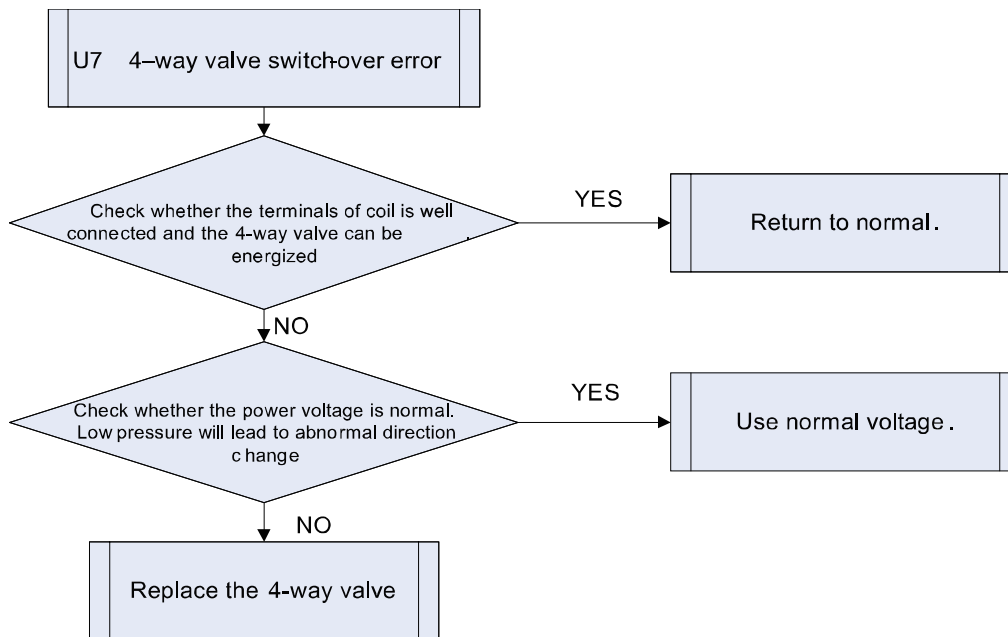 U7 4–way valve switch-over error
Check whether the terminals of coil is well
connected and the 4-way valve can be .
energized
YES
Return to normal.
NO
Check whether the power voltage is normal.
Low pressure will lead to abnormal direction
change
YES
Use normal voltage.
NO
Replace the 4-way valve